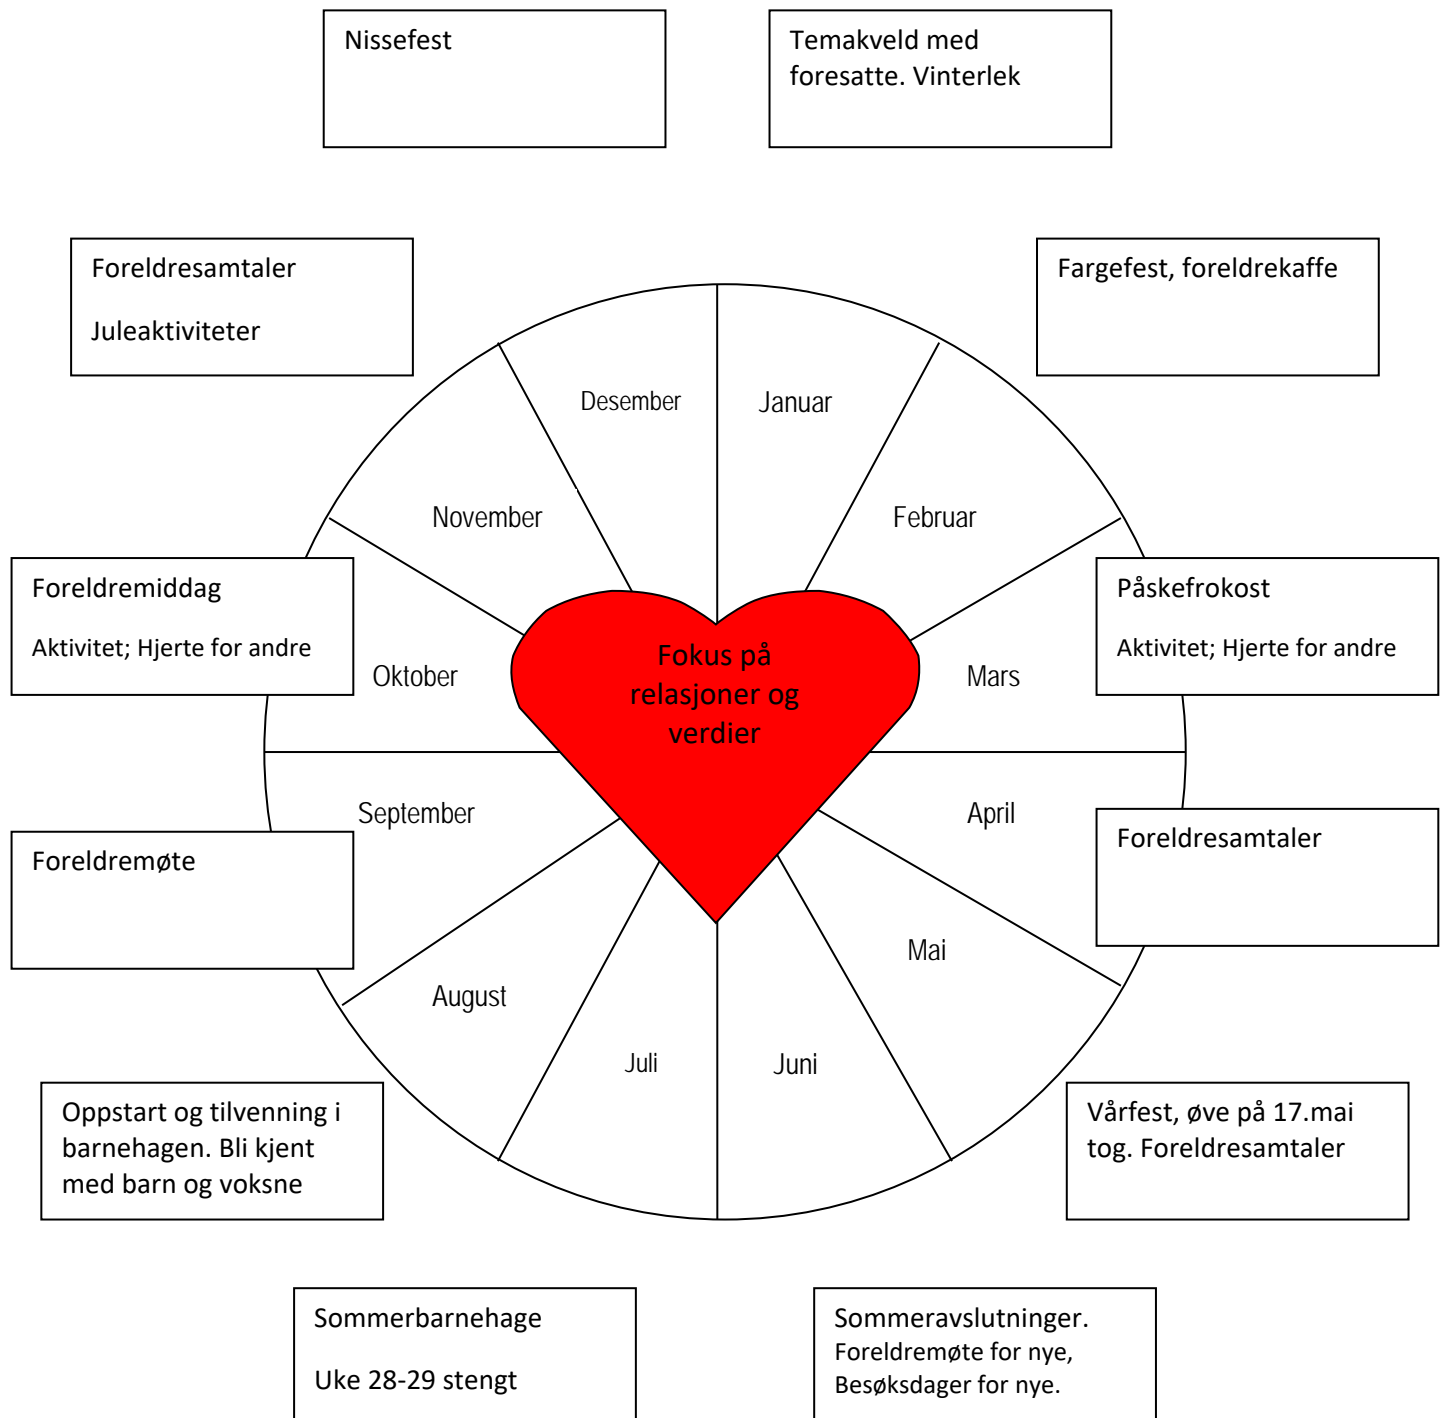 Nissefest
Temakveld med
foresatte. Vinterlek
Foreldresamtaler
Juleaktiviteter
Fargefest, foreldrekaffe
Desember
Januar
November
Februar
Foreldremiddag
Aktivitet; Hjerte for andre
Påskefrokost
Aktivitet; Hjerte for andre
Oktober
Fokus på
relasjoner og
verdier
Mars
September
April
Foreldremøte
Foreldresamtaler
August
Mai
Juli
Juni
Oppstart og tilvenning i
barnehagen. Bli kjent
med barn og voksne
Vårfest, øve på 17.mai
tog. Foreldresamtaler
Sommerbarnehage
Uke 28-29 stengt
Sommeravslutninger.
Foreldremøte for nye,
Besøksdager for nye.